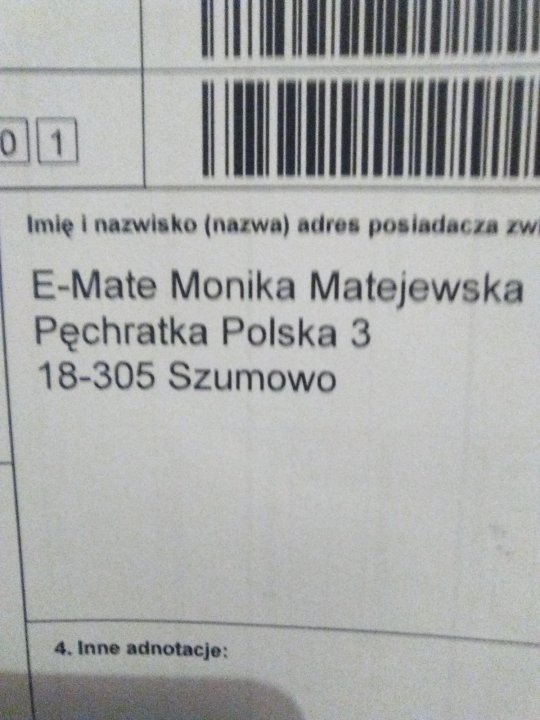 0 1
Imię i nazwisko (nazwa) adres posiadacza
E-Mate Monika Matejewska
Pęchratka Polska 3
18-305 Szumowo
4. Inne adnotacje: